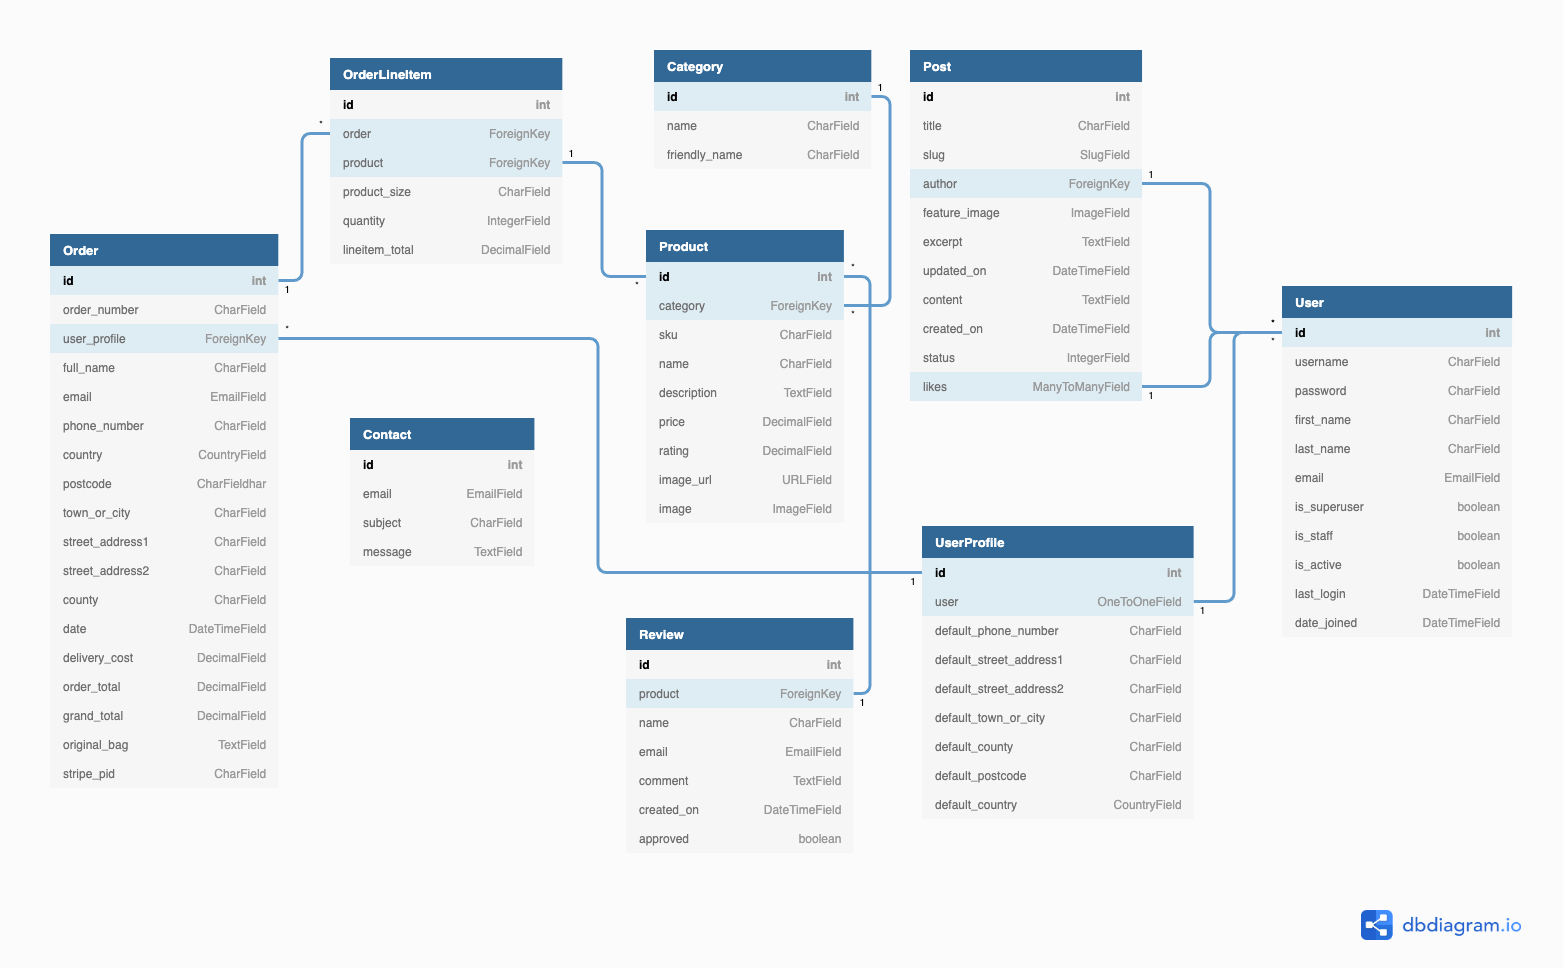 OrderLineItem
id int
order ForeignKey
product ForeignKey
product_size CharField
quantity IntegerField
lineitem_total DecimalField
* 1
Category
id int
name CharField
friendly_name CharField
1
Post
id int
title CharField
slug SlugField
author ForeignKey
feature_image ImageField
excerpt TextField
updated_on DateTimeField
content TextField
created_on DateTimeField
status IntegerField
likes ManyToManyField
1
1
Order
id int
order_number CharField
user_profile ForeignKey
full_name CharField
email EmailField
phone_number CharField
country CountryField
postcode CharFieldhar
town_or_city CharField
street_address1 CharField
street_address2 CharField
county CharField
date DateTimeField
delivery_cost DecimalField
order_total DecimalField
grand_total DecimalField
original_bag TextField
stripe_pid CharField
1
*
Product
id int
category ForeignKey
sku CharField
name CharField
description TextField
price DecimalField
rating DecimalField
image_url URLField
image ImageField
* *
*
User
id int
username CharField
password CharField
first_name CharField
last_name CharField
email EmailField
is_superuser boolean
is_staff boolean
is_active boolean
last_login DateTimeField
date_joined DateTimeField
*
*
Contact
id int
email EmailField
subject CharField
message TextField
UserProfile
id int
user OneToOneField
default_phone_number CharField
default_street_address1 CharField
default_street_address2 CharField
default_town_or_city CharField
default_county CharField
default_postcode CharField
default_country CountryField
1
1
Review
id int
product ForeignKey
name CharField
email EmailField
comment TextField
created_on DateTimeField
approved boolean
1
dbdiagram.io